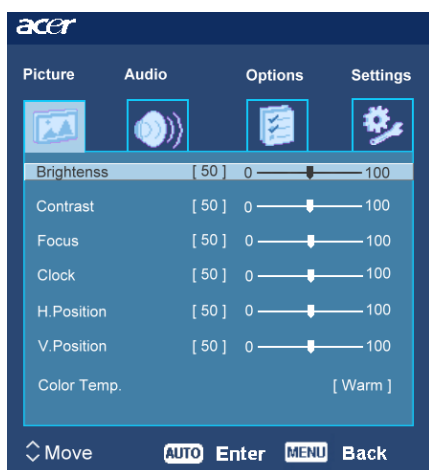 acer
Picture Audio Options Settings
Brightenss [ 50 ] 0 100
Contrast [ 50 ] 0 100
Focus [ 50 ] 0 100
Clock [ 50 ] 0 100
H.Position [ 50 ] 0 100
V.Position [ 50 ] 0 100
Color Temp. [ Warm ]
Move AUTO Enter MENU Back